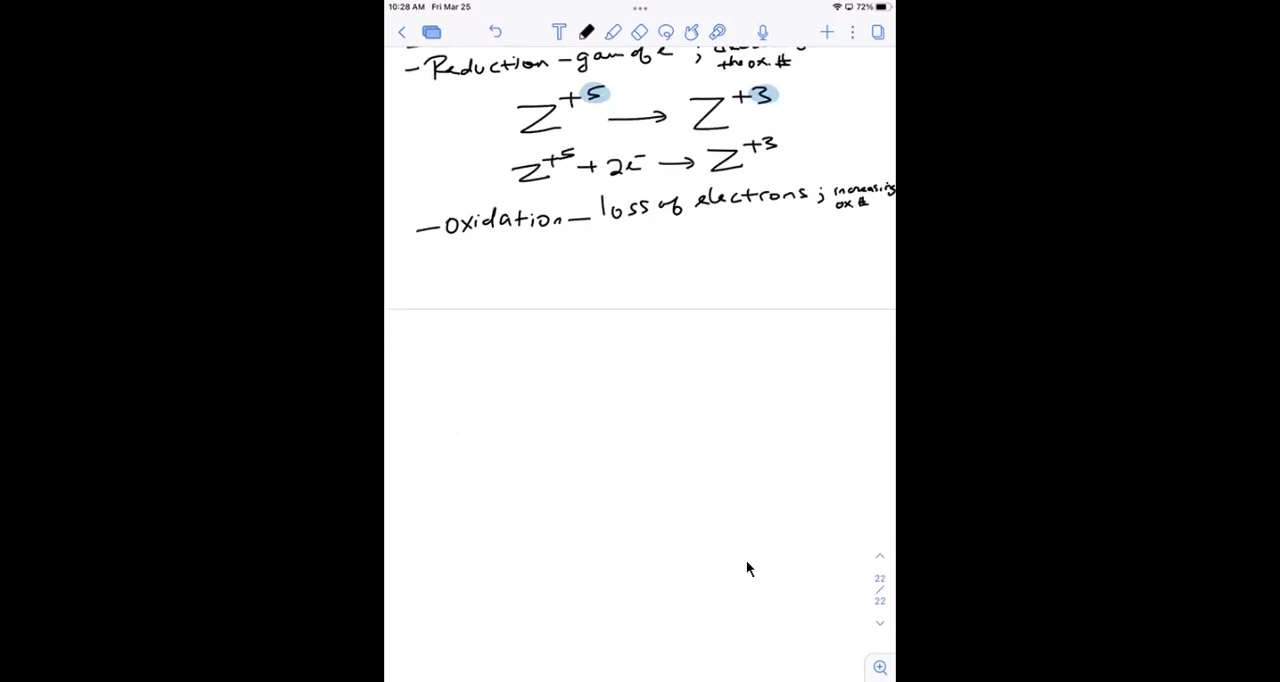 10:28 AM Fri Mar 25
72%
T
- Reduction - gain of e ;
the ox #
Z+5 → Z+3
Z+5 + 2e- → Z+3
- oxidation - loss of electrons ; increasing
ox #
22
/
22